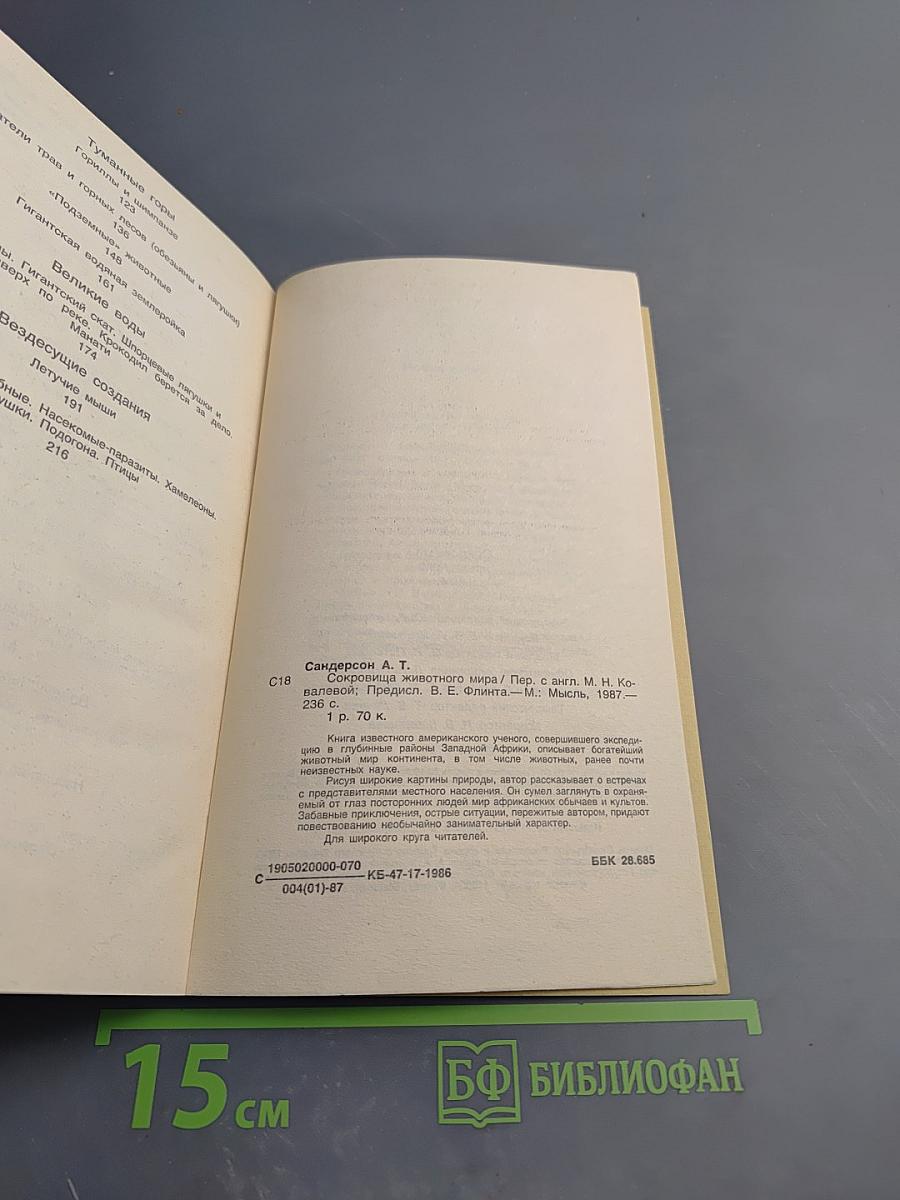 Туманные горы
Гориллы и шимпанзе
123
трав и горных лесов (обезьяны и лягушки)
136
«Подземные» животные
148
Гигантская водяная землеройка
161
Великие воды
Гигантский скат. Шпорцевые лягушки и
вверх по реке. Крокодил берется за дело.
Манати
174
Вездесущие создания
Летучие мыши
191
Насекомые-паразиты. Хамелеоны.
Подогона. Птицы
216
Сандерсон А. Т.
С18 Сокровища животного мира / Пер. с англ. М. Н. Ко-
валевой; Предисл. В. Е. Флинта.— М.: Мысль, 1987.—
236 с.
1 р. 70 к.
Книга известного американского ученого, совершившего экспеди-
цию в глубинные районы Западной Африки, описывает богатейший
животный мир континента, в том числе животных, ранее почти
неизвестных науке.
Рисуя широкие картины природы, автор рассказывает о встречах
с представителями местного населения. Он сумел заглянуть в охраня-
емый от глаз посторонних людей мир африканских обычаев и культов.
Забавные приключения, острые ситуации, пережитые автором, придают
повествованию необычайно занимательный характер.
Для широкого круга читателей.
С 1905020000-070
004(01)-87 КБ-47-17-1986
ББК 28.685
15 см
БФ БИБЛИОФАН